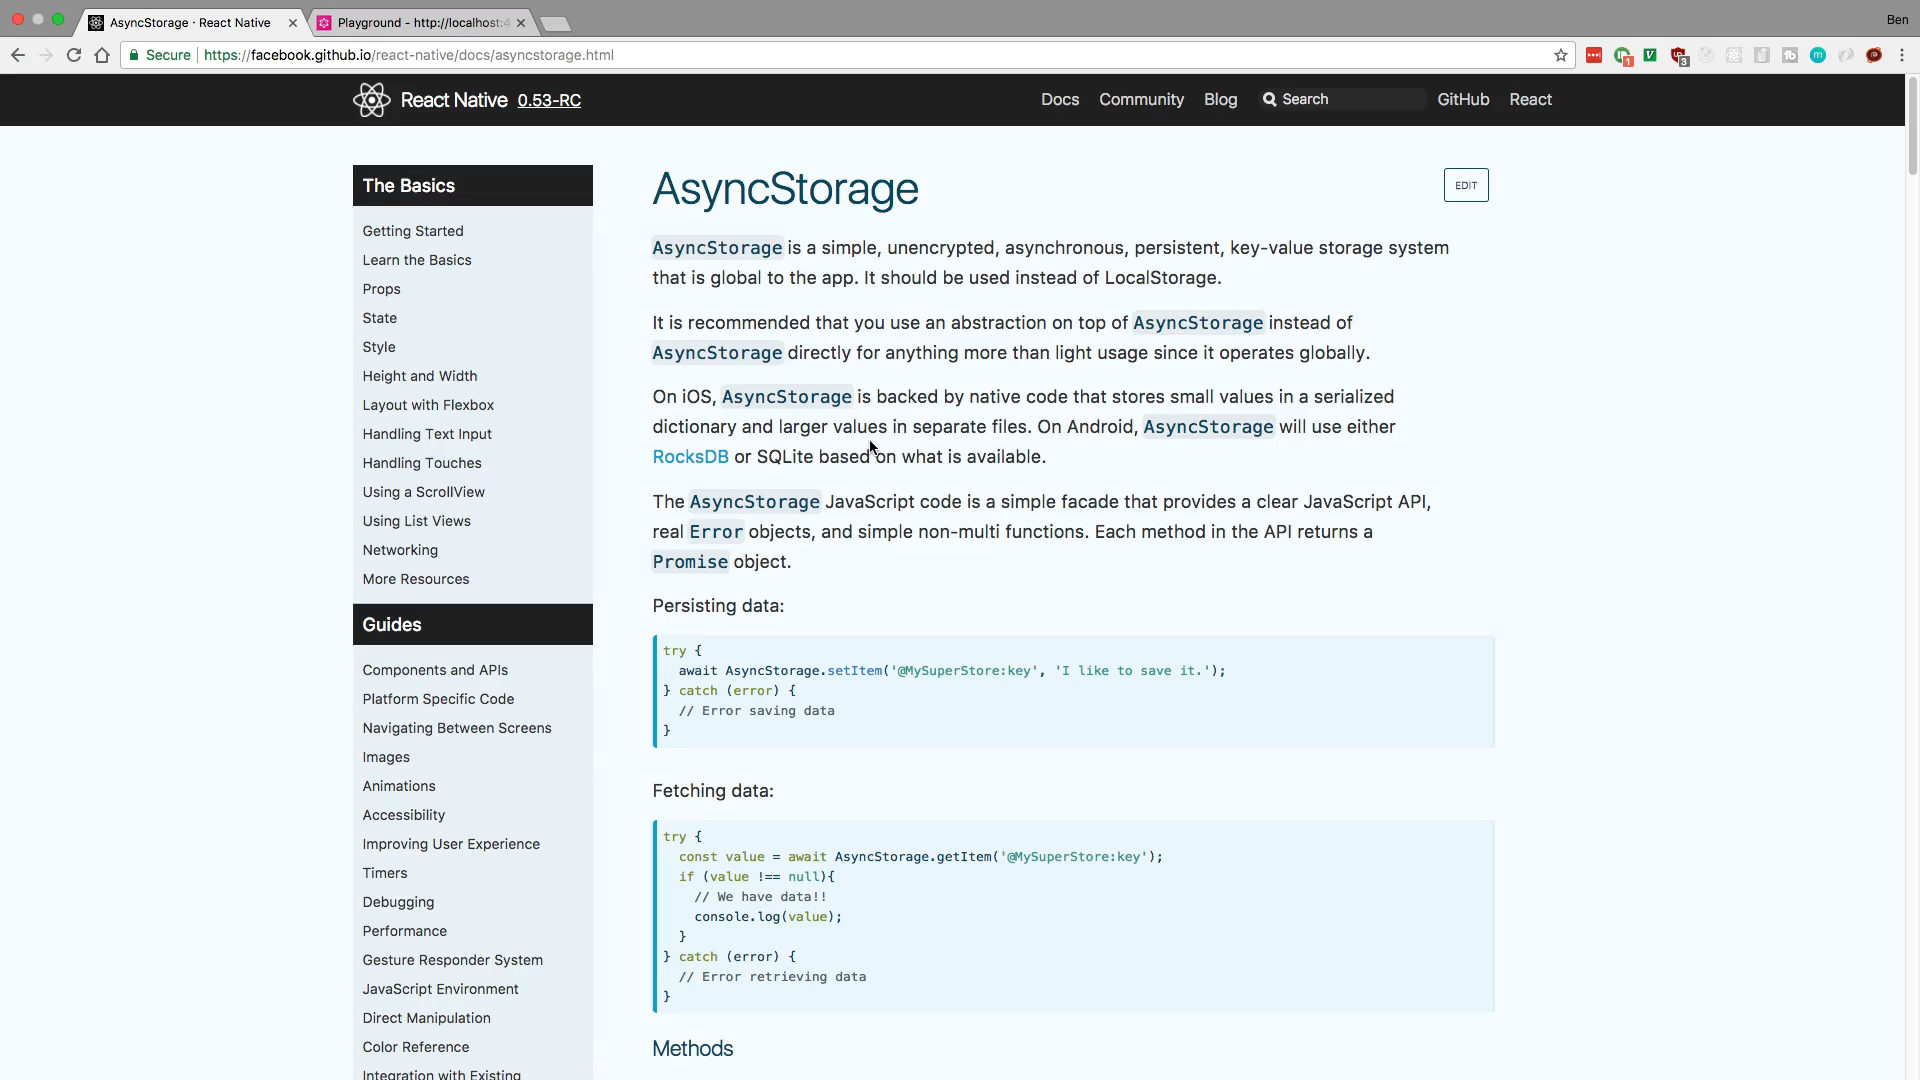 AsyncStorage · React Native
Playground - http://localhost:4
Ben
Secure
https://facebook.github.io/react-native/docs/asyncstorage.html
1
3
React Native 0.53-RC
Docs
Community
Blog
Search
GitHub
React
The Basics
Getting Started
Learn the Basics
Props
State
Style
Height and Width
Layout with Flexbox
Handling Text Input
Handling Touches
Using a ScrollView
Using List Views
Networking
More Resources
Guides
Components and APIs
Platform Specific Code
Navigating Between Screens
Images
Animations
Accessibility
Improving User Experience
Timers
Debugging
Performance
Gesture Responder System
JavaScript Environment
Direct Manipulation
Color Reference
Integration with Existing
AsyncStorage
EDIT
AsyncStorage is a simple, unencrypted, asynchronous, persistent, key-value storage system
that is global to the app. It should be used instead of LocalStorage.
It is recommended that you use an abstraction on top of AsyncStorage instead of
AsyncStorage directly for anything more than light usage since it operates globally.
On iOS, AsyncStorage is backed by native code that stores small values in a serialized
dictionary and larger values in separate files. On Android, AsyncStorage will use either
RocksDB or SQLite based on what is available.
The AsyncStorage JavaScript code is a simple facade that provides a clear JavaScript API,
real Error objects, and simple non-multi functions. Each method in the API returns a
Promise object.
Persisting data:
try {
  await AsyncStorage.setItem('@MySuperStore:key', 'I like to save it.');
} catch (error) {
  // Error saving data
}
Fetching data:
try {
  const value = await AsyncStorage.getItem('@MySuperStore:key');
  if (value !== null){
    // We have data!!
    console.log(value);
  }
} catch (error) {
  // Error retrieving data
}
Methods